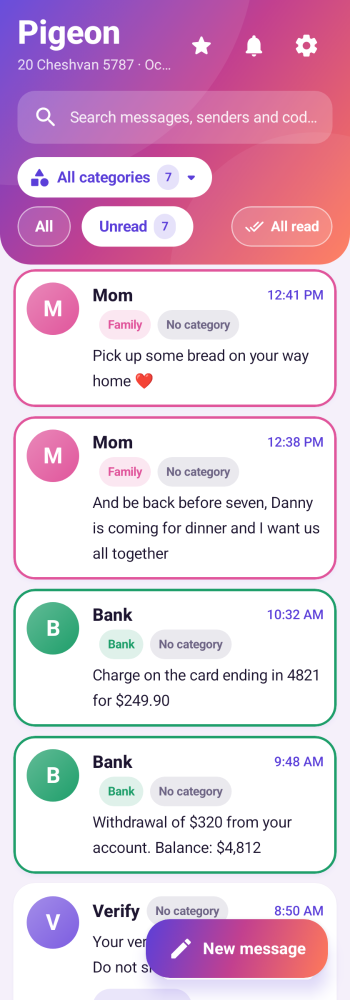 Pigeon
20 Cheshvan 5787 · Oc…
Search messages, senders and cod…
All categories 7
All Unread 7 All read
M Mom 12:41 PM
Family No category
Pick up some bread on your way
home ❤️
M Mom 12:38 PM
Family No category
And be back before seven, Danny
is coming for dinner and I want us
all together
B Bank 10:32 AM
Bank No category
Charge on the card ending in 4821
for $249.90
B Bank 9:48 AM
Bank No category
Withdrawal of $320 from your
account. Balance: $4,812
V Verify No category 8:50 AM
Your
Do not
New message